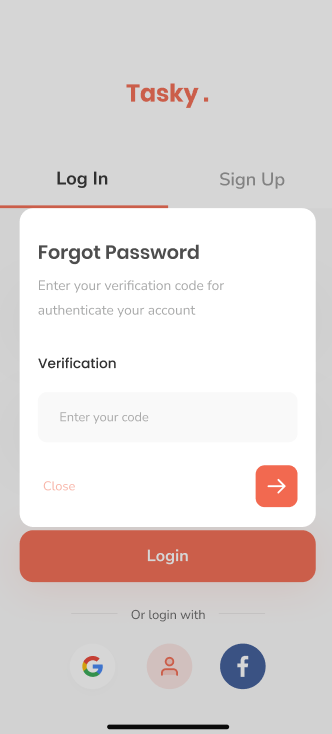 Tasky .
Log In
Sign Up
Forgot Password
Enter your verification code for
authenticate your account
Verification
Enter your code
Close
Login
Or login with